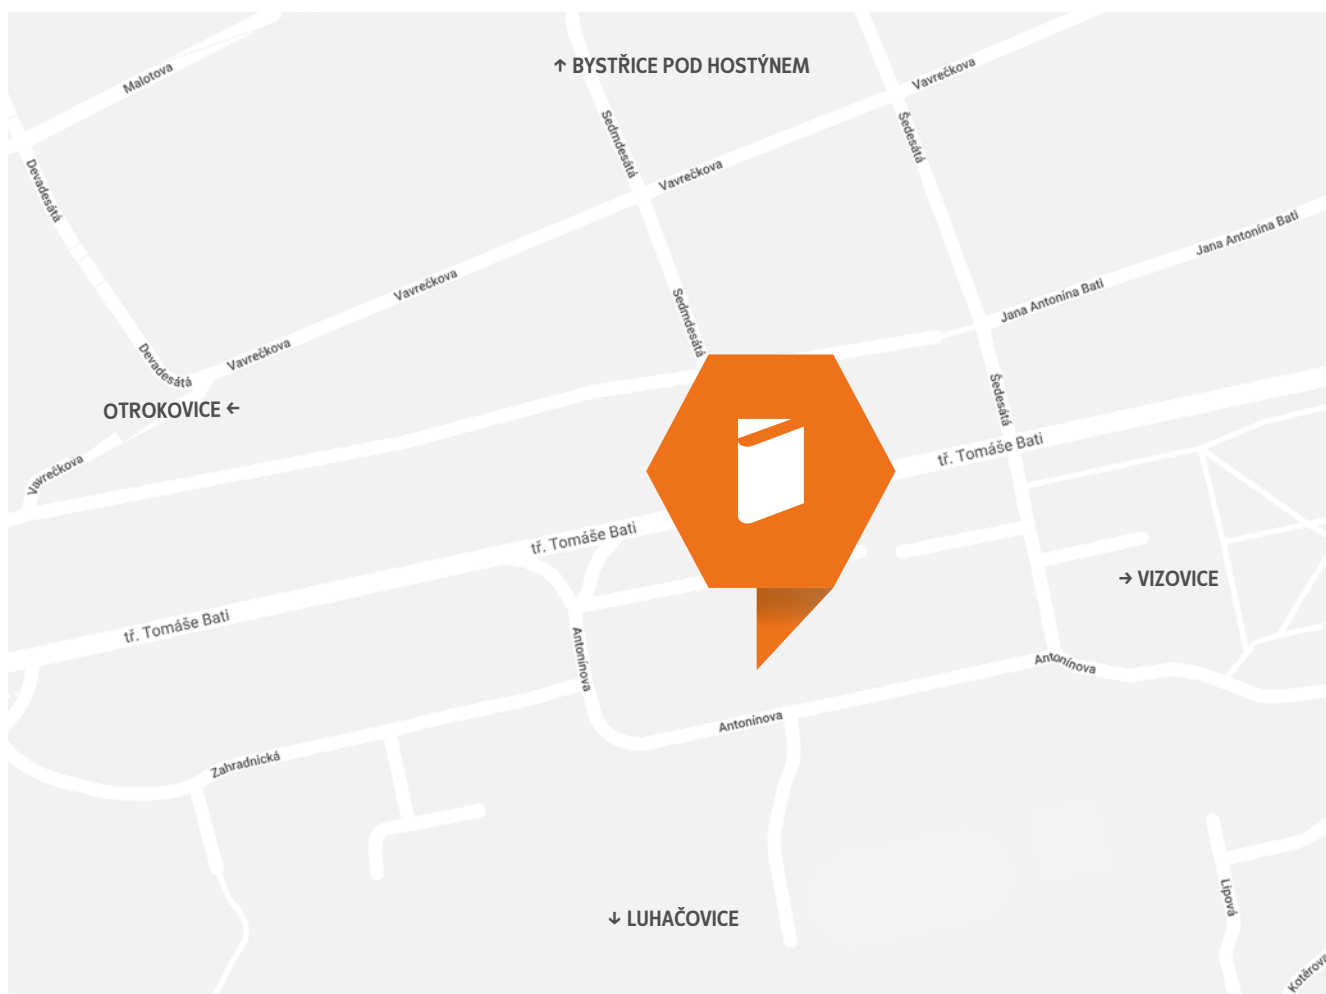 ↑ BYSTŘICE POD HOSTÝNEM
Vavrečkova
Malotova
Sedmdesátá
Šedesátá
Vavrečkova
Devadesátá
Jana Antonína Bati
Jana Antonína Bati
Vavrečkova
Sedmdesátá
Vavrečkova
Devadesátá
Šedesátá
OTROKOVICE ←
tř. Tomáše Bati
Vavrečkova
tř. Tomáše Bati
→ VIZOVICE
tř. Tomáše Bati
Antonínova
Antonínova
Antonínova
Zahradnická
Lipová
↓ LUHAČOVICE
Kotěrova